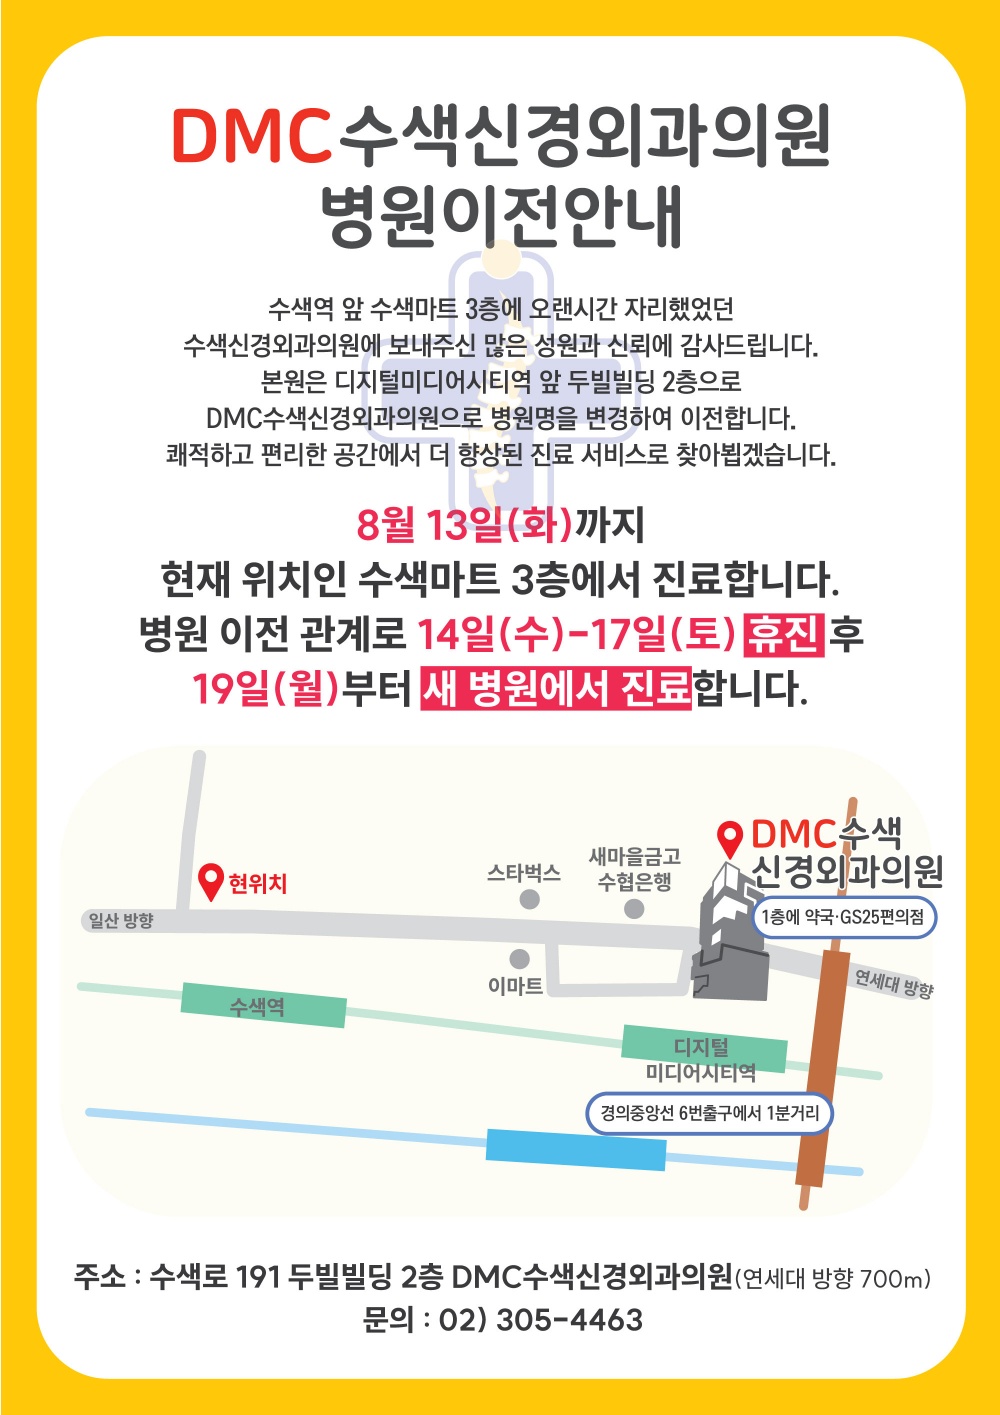 DMC수색신경외과의원
병원이전안내
수색역 앞 수색마트 3층에 오랜시간 자리했었던
수색신경외과의원에 보내주신 많은 성원과 신뢰에 감사드립니다.
본원은 디지털미디어시티역 앞 두빌빌딩 2층으로
DMC수색신경외과의원으로 병원명을 변경하여 이전합니다.
쾌적하고 편리한 공간에서 더 향상된 진료 서비스로 찾아뵙겠습니다.
8월 13일(화)까지
현재 위치인 수색마트 3층에서 진료합니다.
병원 이전 관계로 14일(수)-17일(토) 휴진 후
19일(월)부터 새 병원에서 진료합니다.
DMC수색
신경외과의원
1층에 약국·GS25편의점
새마을금고
수협은행
스타벅스
현위치
일산 방향
이마트
연세대 방향
수색역
디지털
미디어시티역
경의중앙선 6번출구에서 1분거리
주소 : 수색로 191 두빌빌딩 2층 DMC수색신경외과의원(연세대 방향 700m)
문의 : 02) 305-4463